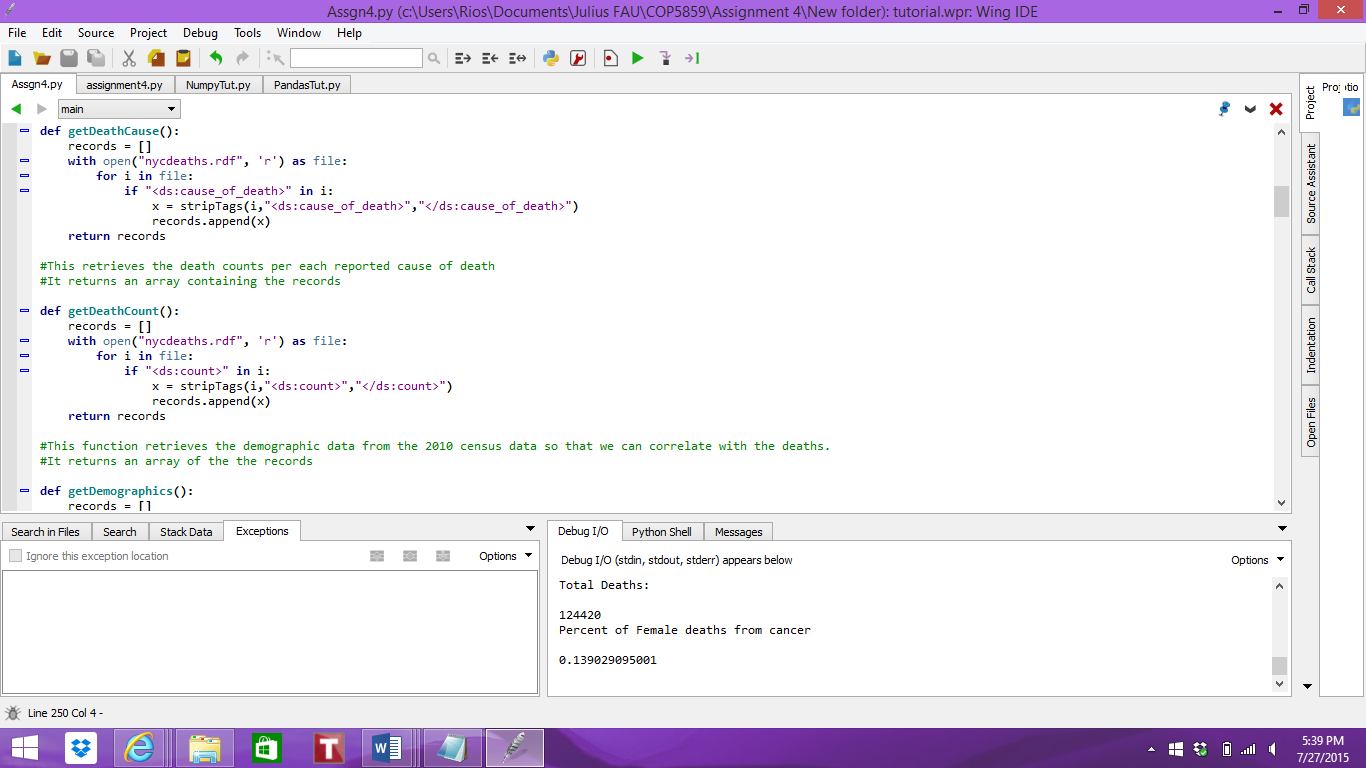 Assgn4.py (c:\Users\Rios\Documents\Julius FAU\COP5859\Assignment 4\New folder): tutorial.wpr: Wing IDE
File Edit Source Project Debug Tools Window Help
Assgn4.py assignment4.py NumpyTut.py PandasTut.py
main
def getDeathCause():
    records = []
    with open("nycdeaths.rdf", 'r') as file:
        for i in file:
            if "<ds:cause_of_death>" in i:
                x = stripTags(i,"<ds:cause_of_death>","</ds:cause_of_death>")
                records.append(x)
    return records
#This retrieves the death counts per each reported cause of death
#It returns an array containing the records
def getDeathCount():
    records = []
    with open("nycdeaths.rdf", 'r') as file:
        for i in file:
            if "<ds:count>" in i:
                x = stripTags(i,"<ds:count>","</ds:count>")
                records.append(x)
    return records
#This function retrieves the demographic data from the 2010 census data so that we can correlate with the deaths.
#It returns an array of the the records
def getDemographics():
    records = []
Project
Source Assistant
Call Stack
Indentation
Open Files
Search in Files Search Stack Data Exceptions
Ignore this exception location Options
Debug I/O Python Shell Messages
Debug I/O (stdin, stdout, stderr) appears below Options
Total Deaths:
124420
Percent of Female deaths from cancer
0.139029095001
Line 250 Col 4 -
5:39 PM
7/27/2015